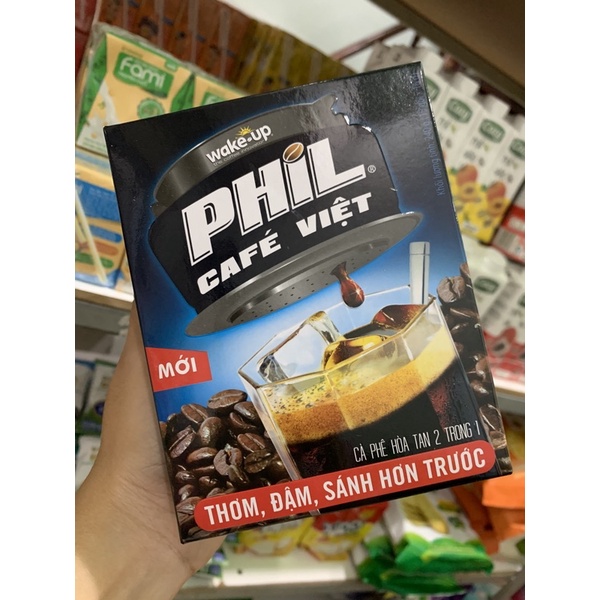 wake·up
PHiL®
CAFÉ VIỆT
MỚI
CÀ PHÊ HÒA TAN 2 TRONG 1
THƠM, ĐẬM, SÁNH HƠN TRƯỚC
Fami